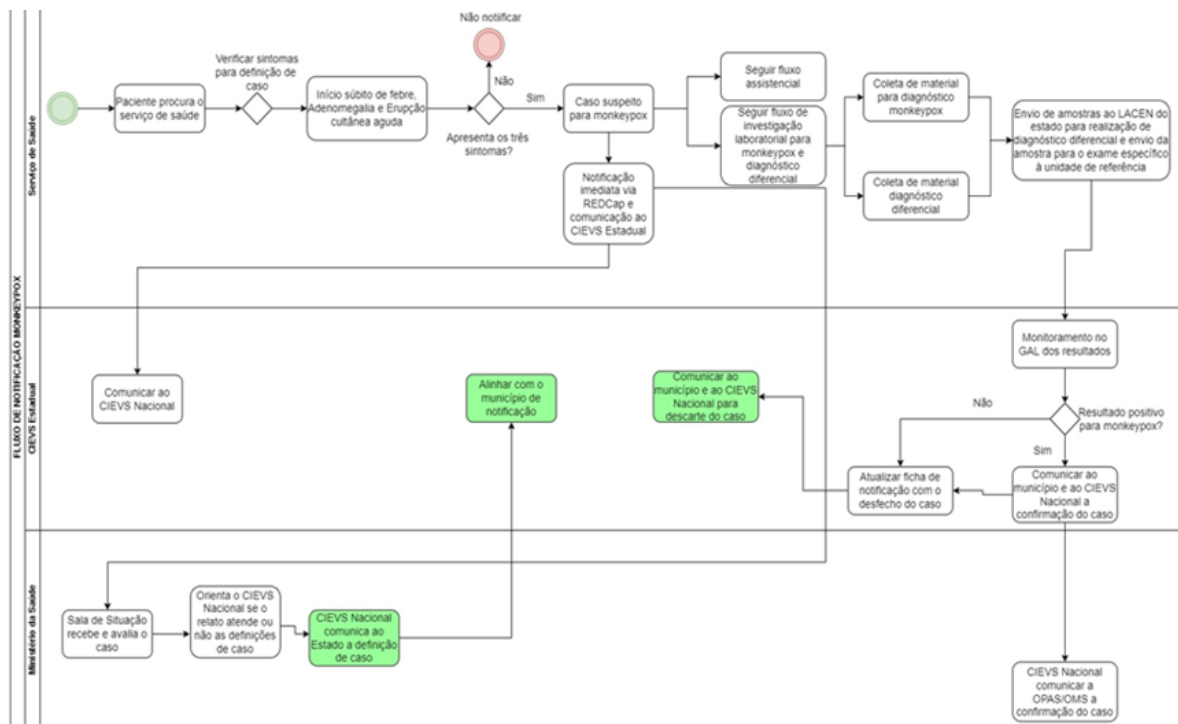 FLUXO DE NOTIFICAÇÃO MONKEYPOX
Serviço de Saúde
Paciente procura o
serviço de saúde
Verificar sintomas
para definição de
caso
Início súbito de febre,
Adenomegalia e Erupção
cultânea aguda
Não notiificar
Não
Sim
Apresenta os três
sintomas?
Caso suspeito
para monkeypox
Seguir fluxo
assistencial
Seguir fluxo de
investigação
laboratorial para
monkeypox e
diagnóstico
diferencial
Notificação
imediata via
REDCap e
comunicação ao
CIEVS Estadual
Coleta de material
para diagnóstico
monkeypox
Coleta de material
diagnóstico
diferencial
Envio de amostras ao LACEN do
estado para realização de
diagnóstico diferencial e envio da
amostra para o exame específico
à unidade de referência
CIEVS Estadual
Comunicar ao
CIEVS Nacional
Alinhar com o
município de
notificação
Comunicar ao
município e ao CIEVS
Nacional para
descarte do caso
Monitoramento no
GAL dos resultados
Não
Resultado positivo
para monkeypox?
Sim
Atualizar ficha de
notificação com o
desfecho do caso
Comunicar ao
município e ao CIEVS
Nacional a
confirmação do caso
Ministério da Saúde
Sala de Situação
recebe e avalia o
caso
Orienta o CIEVS
Nacional se o
relato atende ou
não as definições
de caso
CIEVS Nacional
comunica ao
Estado a definição
de caso
CIEVS Nacional
comunicar a
OPAS/OMS a
confirmação do caso